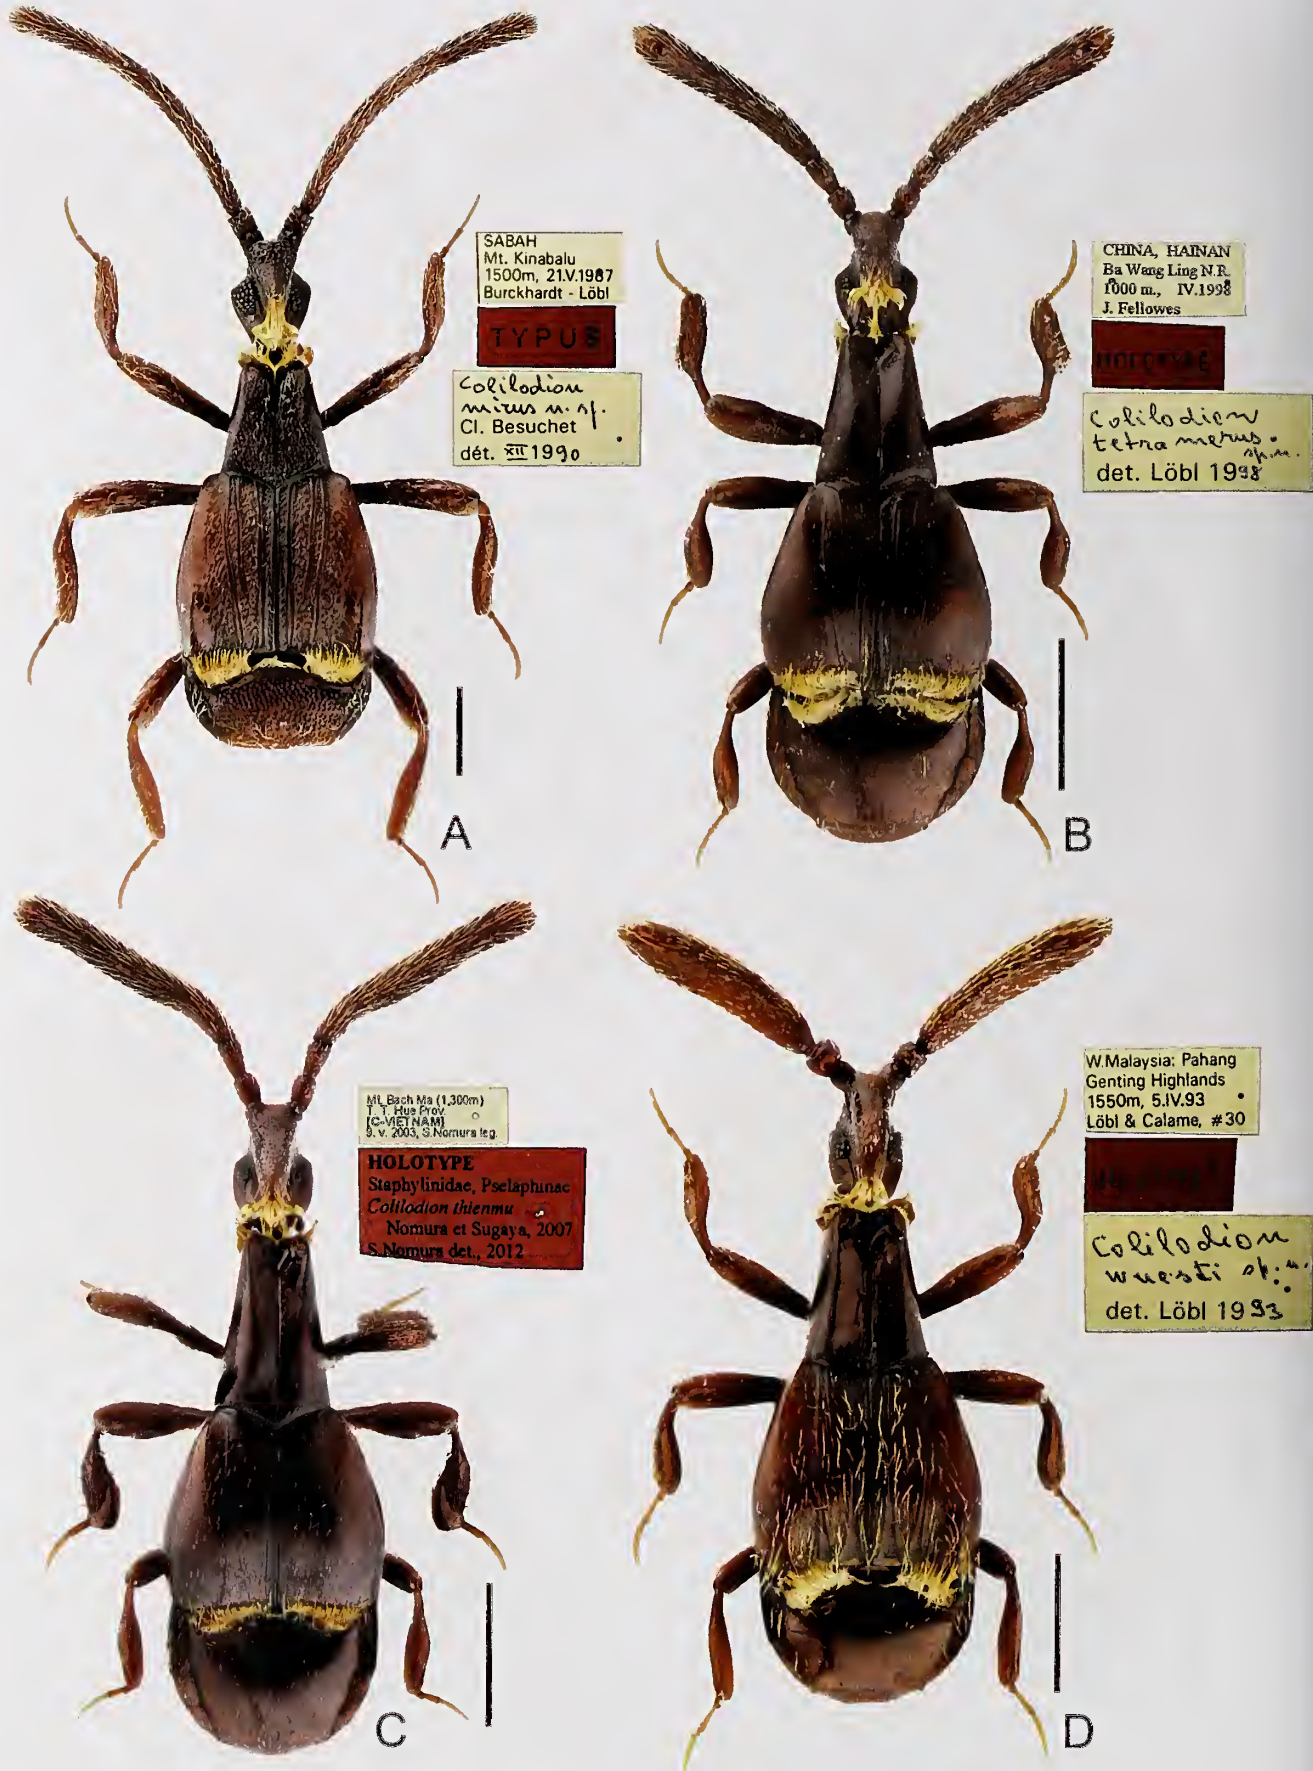 SABAH
Mt. Kinabalu
1500m, 21.V.1987
Burckhardt - Löbl
TYPUS
Colilodion
mirus n. sp.
Cl. Besuchet
dét. XII 1990
A
CHINA, HAINAN
Ba Wang Ling N.R.
1000 m., IV.1998
J. Fellowes
HOLOTYPE
Colilodion
tetramerus
sp.n.
det. Löbl 1998
B
Mt. Bach Ma (1,300m)
T. T. Hue Prov.
[C-VIETNAM]
9. v. 2003, S.Nomura leg.
HOLOTYPE
Staphylinidae, Pselaphinae
Colilodion thienmu
Nomura et Sugaya, 2007
S.Nomura det., 2012
C
W.Malaysia: Pahang
Genting Highlands
1550m, 5.IV.93
Löbl & Calame, #30
Colilodion
wuesti sp.n.
det. Löbl 1993
D